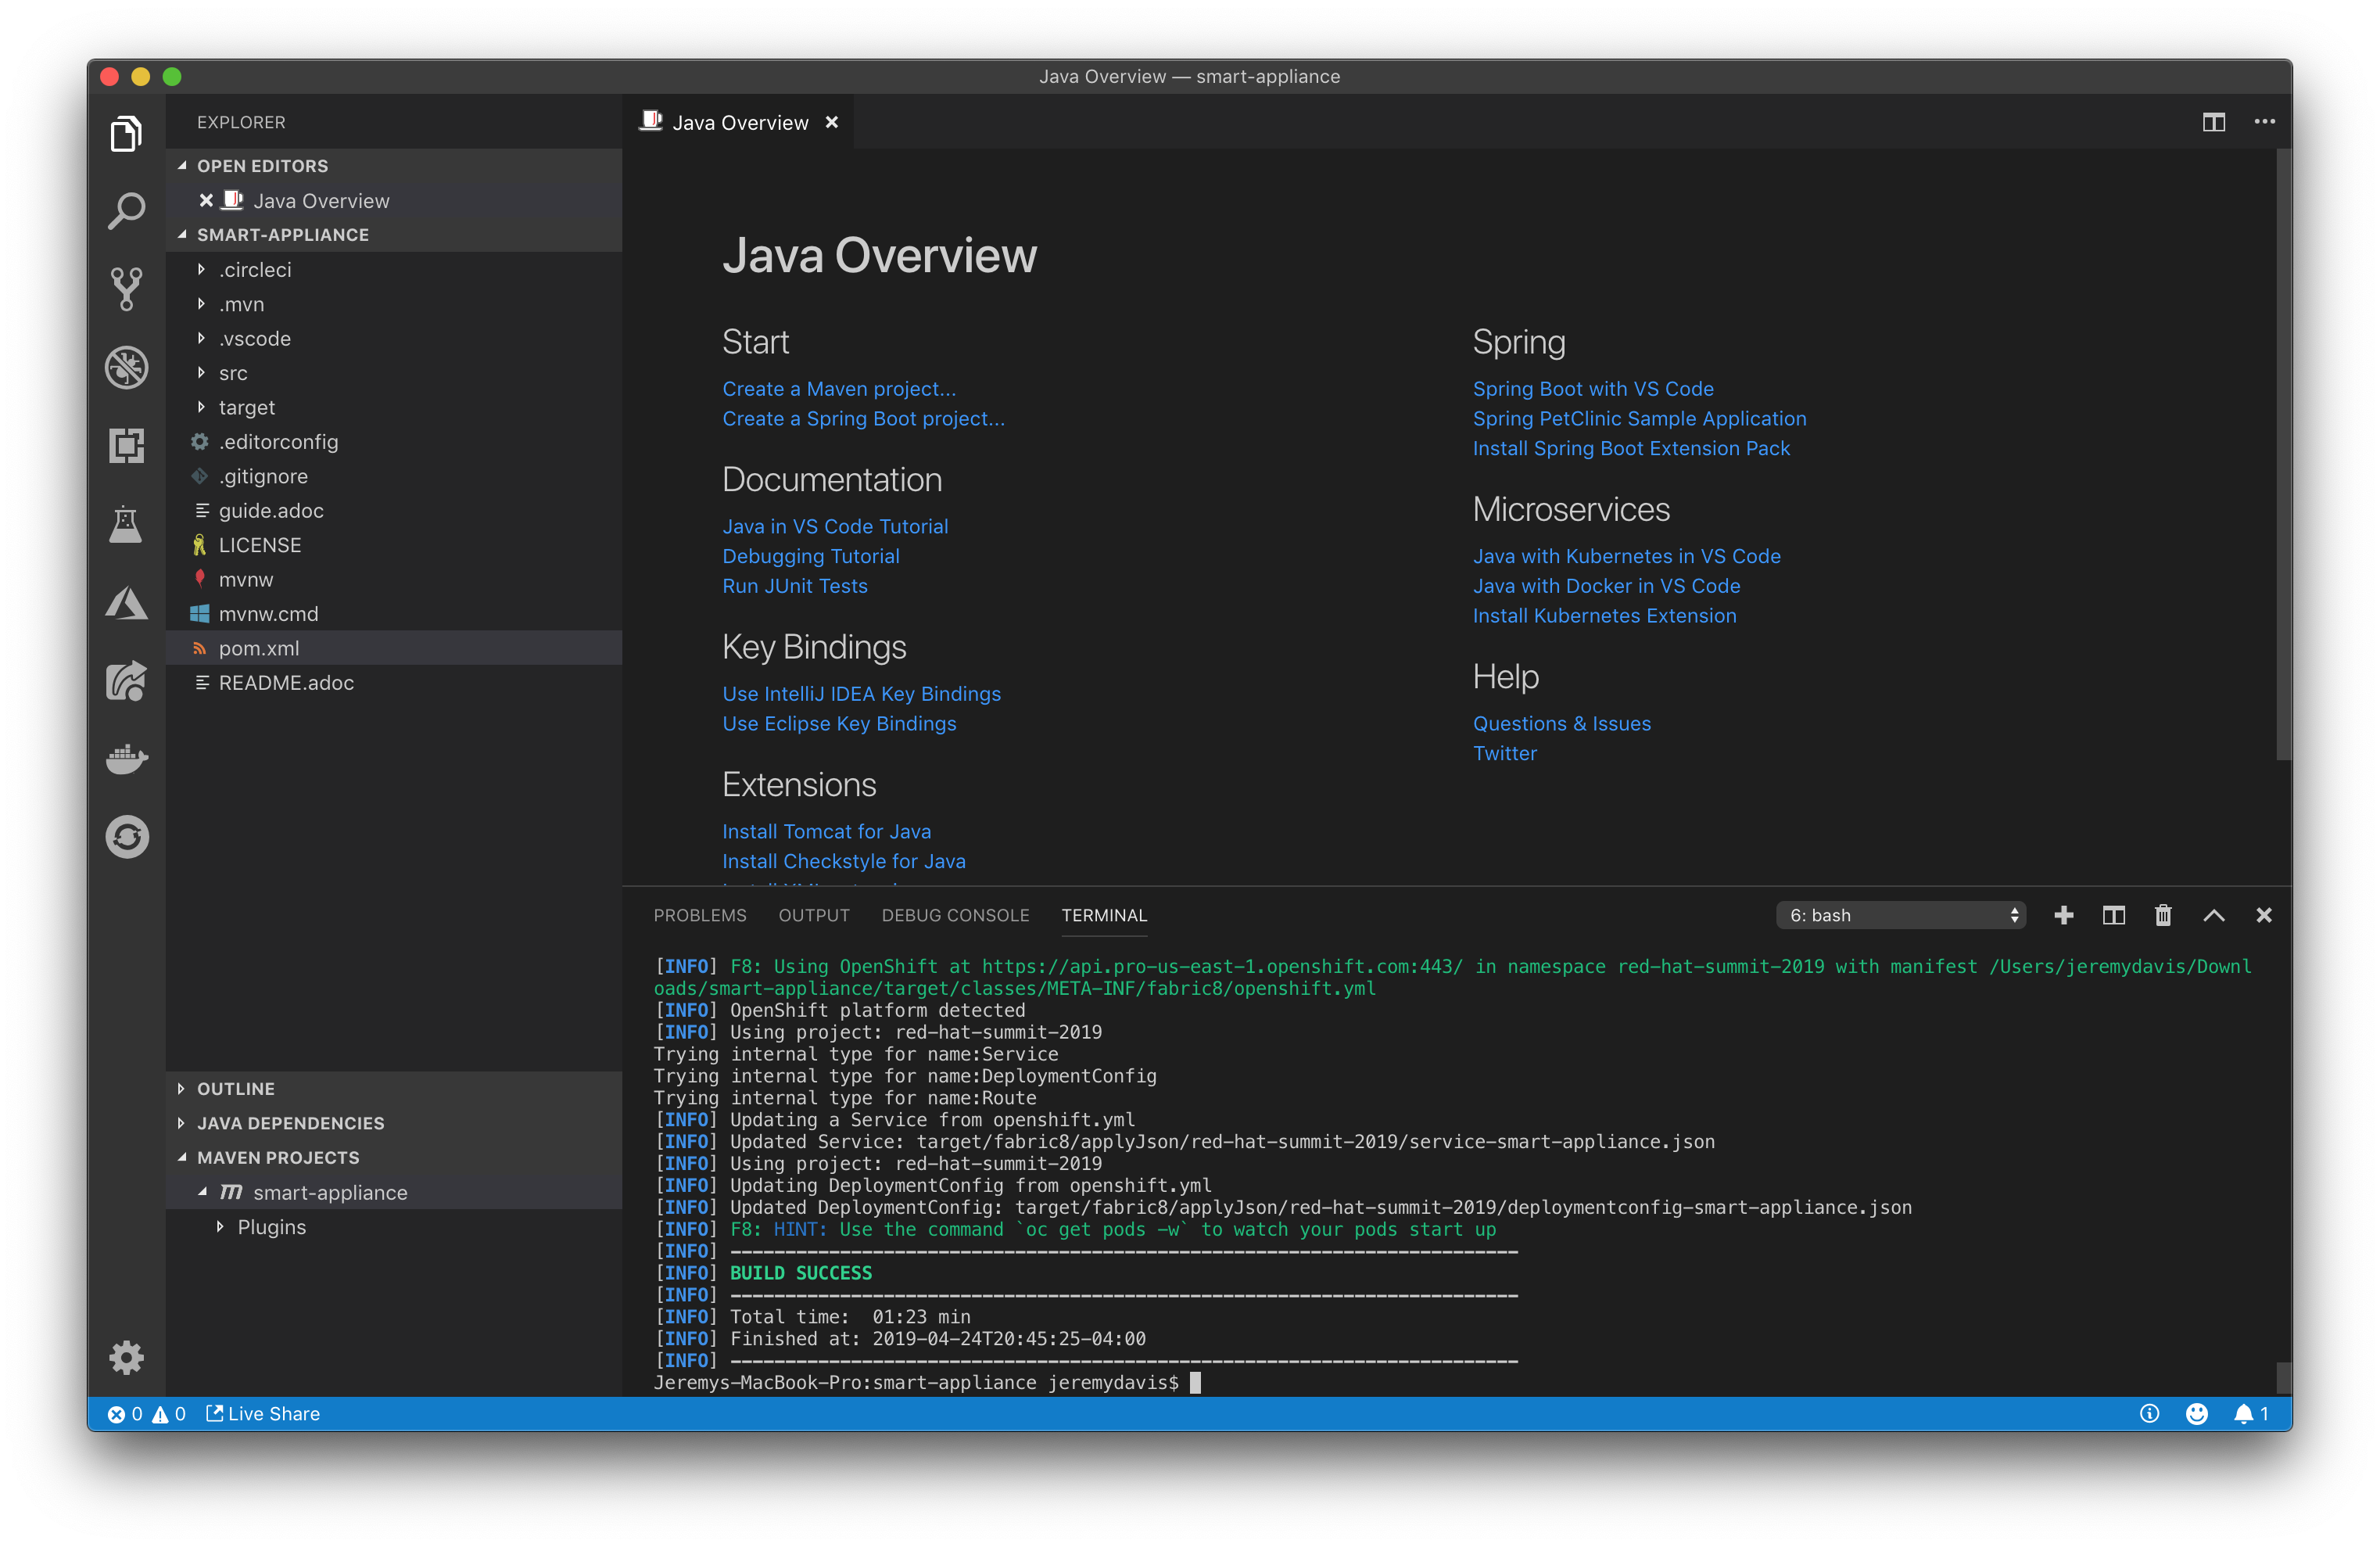 Java Overview — smart-appliance
EXPLORER
OPEN EDITORS
Java Overview
SMART-APPLIANCE
.circleci
.mvn
.vscode
src
target
.editorconfig
.gitignore
guide.adoc
LICENSE
mvnw
mvnw.cmd
pom.xml
README.adoc
OUTLINE
JAVA DEPENDENCIES
MAVEN PROJECTS
m smart-appliance
Plugins
Java Overview
Java Overview
Start
Create a Maven project...
Create a Spring Boot project...
Documentation
Java in VS Code Tutorial
Debugging Tutorial
Run JUnit Tests
Key Bindings
Use IntelliJ IDEA Key Bindings
Use Eclipse Key Bindings
Extensions
Install Tomcat for Java
Install Checkstyle for Java
Spring
Spring Boot with VS Code
Spring PetClinic Sample Application
Install Spring Boot Extension Pack
Microservices
Java with Kubernetes in VS Code
Java with Docker in VS Code
Install Kubernetes Extension
Help
Questions & Issues
Twitter
PROBLEMS OUTPUT DEBUG CONSOLE TERMINAL 6: bash
[INFO] F8: Using OpenShift at https://api.pro-us-east-1.openshift.com:443/ in namespace red-hat-summit-2019 with manifest /Users/jeremydavis/Downl
oads/smart-appliance/target/classes/META-INF/fabric8/openshift.yml
[INFO] OpenShift platform detected
[INFO] Using project: red-hat-summit-2019
Trying internal type for name:Service
Trying internal type for name:DeploymentConfig
Trying internal type for name:Route
[INFO] Updating a Service from openshift.yml
[INFO] Updated Service: target/fabric8/applyJson/red-hat-summit-2019/service-smart-appliance.json
[INFO] Using project: red-hat-summit-2019
[INFO] Updating DeploymentConfig from openshift.yml
[INFO] Updated DeploymentConfig: target/fabric8/applyJson/red-hat-summit-2019/deploymentconfig-smart-appliance.json
[INFO] F8: HINT: Use the command `oc get pods -w` to watch your pods start up
[INFO] ------------------------------------------------------------------------
[INFO] BUILD SUCCESS
[INFO] ------------------------------------------------------------------------
[INFO] Total time:  01:23 min
[INFO] Finished at: 2019-04-24T20:45:25-04:00
[INFO] ------------------------------------------------------------------------
Jeremys-MacBook-Pro:smart-appliance jeremydavis$
0 0 Live Share 1